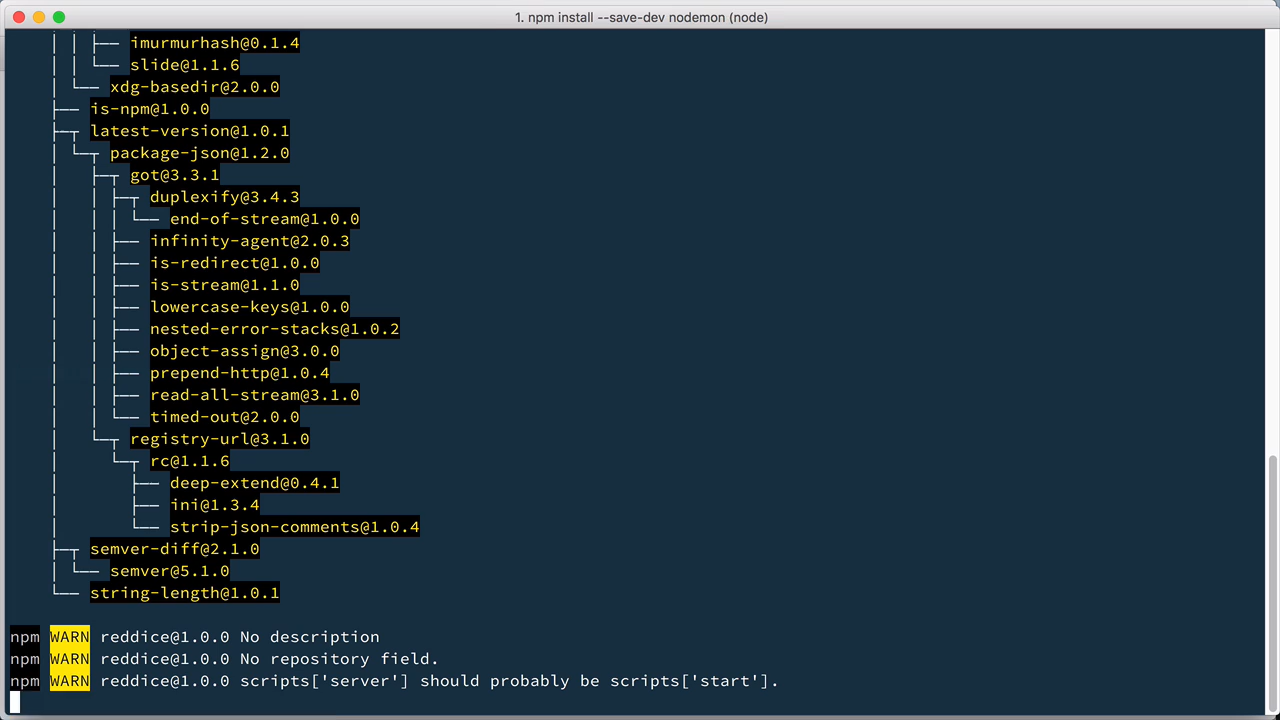 1. npm install --save-dev nodemon (node)
│ │ ├── imurmurhash@0.1.4
│ │ └── slide@1.1.6
│ └── xdg-basedir@2.0.0
├── is-npm@1.0.0
├─┬ latest-version@1.0.1
│ └─┬ package-json@1.2.0
│   ├─┬ got@3.3.1
│   │ ├─┬ duplexify@3.4.3
│   │ │ └── end-of-stream@1.0.0
│   │ ├── infinity-agent@2.0.3
│   │ ├── is-redirect@1.0.0
│   │ ├── is-stream@1.1.0
│   │ ├── lowercase-keys@1.0.0
│   │ ├── nested-error-stacks@1.0.2
│   │ ├── object-assign@3.0.0
│   │ ├── prepend-http@1.0.4
│   │ ├── read-all-stream@3.1.0
│   │ └── timed-out@2.0.0
│   └─┬ registry-url@3.1.0
│     └─┬ rc@1.1.6
│       ├── deep-extend@0.4.1
│       ├── ini@1.3.4
│       └── strip-json-comments@1.0.4
├─┬ semver-diff@2.1.0
│ └── semver@5.1.0
└── string-length@1.0.1
npm WARN reddice@1.0.0 No description
npm WARN reddice@1.0.0 No repository field.
npm WARN reddice@1.0.0 scripts['server'] should probably be scripts['start'].